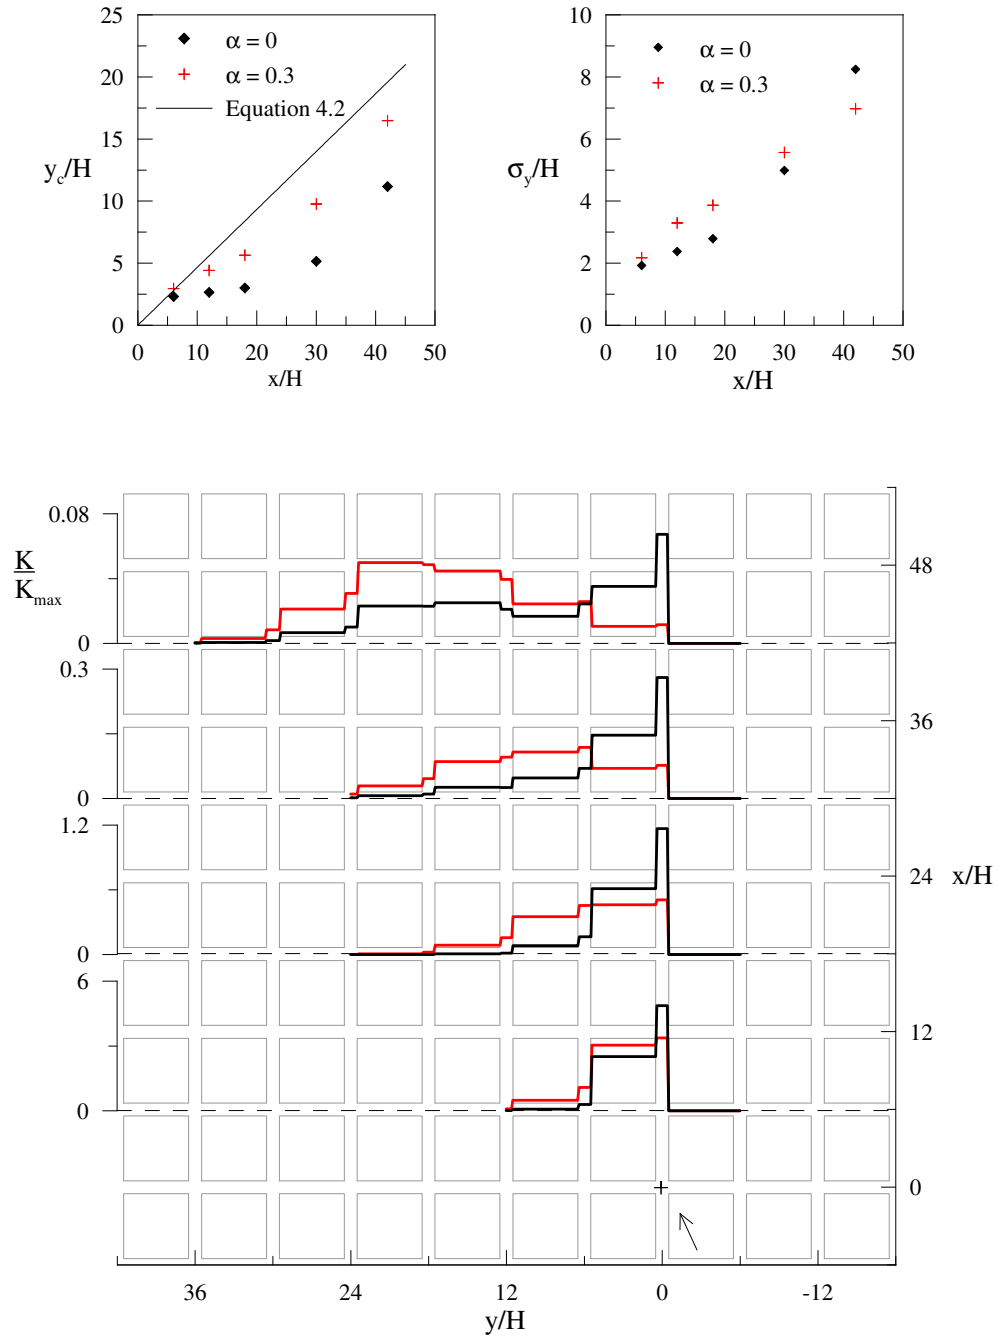 25
20
15
10
5
0
y_c/H
α = 0
α = 0.3
Equation 4.2
0 10 20 30 40 50
x/H
10
8
6
4
2
0
σ_y/H
α = 0
α = 0.3
0 10 20 30 40 50
x/H
0.08
K
K_max
48
0
0.3
36
0
1.2
24 x/H
0
6
12
0
0
36 24 12 0 -12
y/H